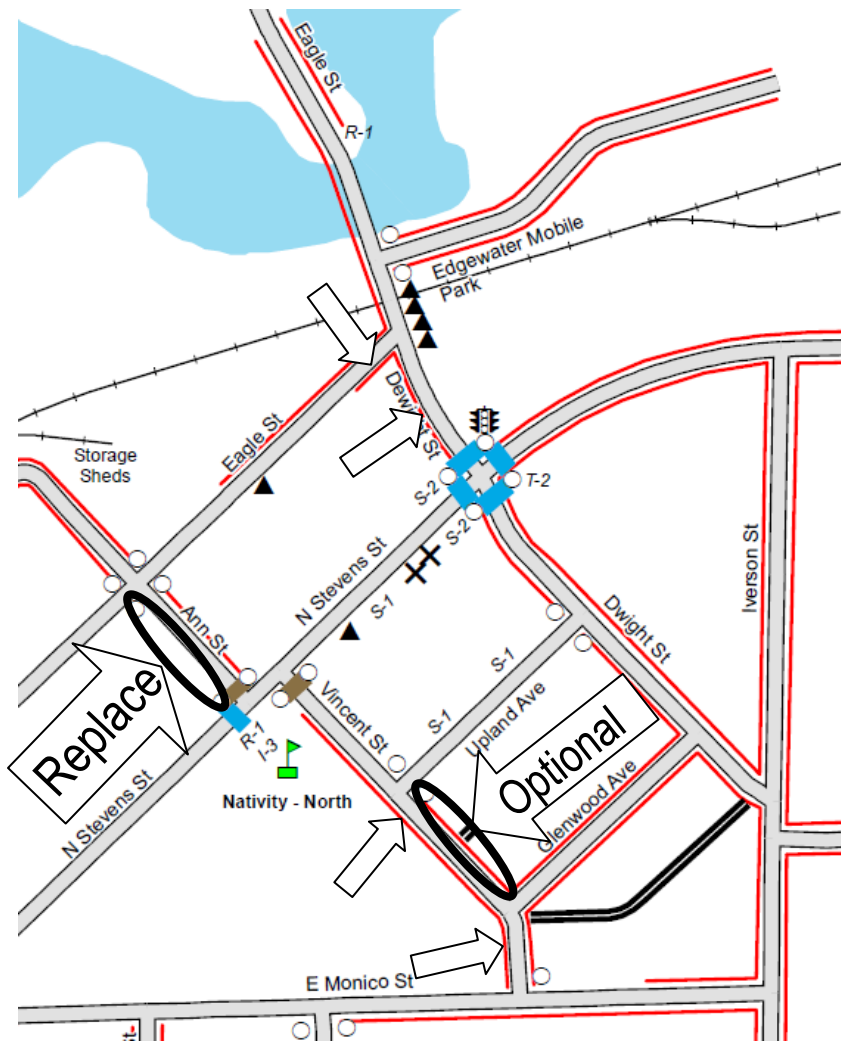 Eagle St
R-1
Edgewater Mobile
Park
Dewight St
Eagle St
Storage
Sheds
S-2
T-2
S-2
N Stevens St
S-1
Iverson St
Ann St
Dwight St
S-1
Vincent St
S-1
Upland Ave
Replace
Optional
R-1
I-3
Nativity - North
Glenwood Ave
N Stevens St
E Monico St
St